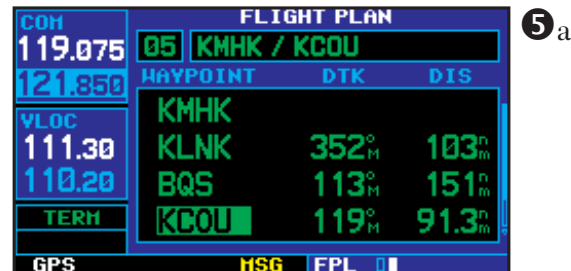 COM
119.075
121.850
VLOC
111.30
110.20
TERM
GPS
FLIGHT PLAN
05 KMHK / KCOU
WAYPOINT DTK DIS
KMHK
KLNK 352°M 103nm
BQS 113°M 151nm
KCOU 119°M 91.3nm
MSG FPL
❺a